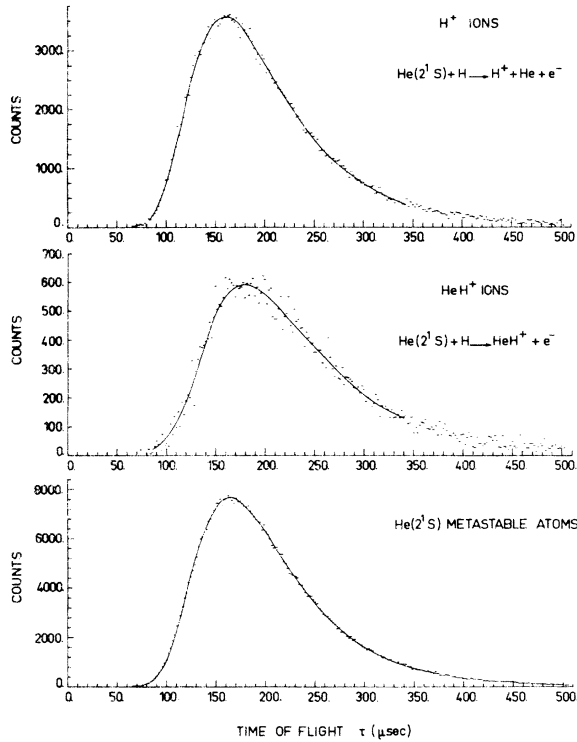 H⁺ IONS
He(2¹S)+H→H⁺+He+e⁻
COUNTS
3000.
2000.
1000.
0.
0. 50. 100. 150. 200. 250. 300. 350. 400. 450. 500.
HeH⁺ IONS
He(2¹S)+H→HeH⁺+e⁻
COUNTS
700.
600.
500.
400.
300.
200.
100.
0.
0. 50. 100. 150. 200. 250. 300. 350. 400. 450. 500.
He(2¹S) METASTABLE ATOMS
COUNTS
8000.
6000.
4000.
2000.
0.
0. 50. 100. 150. 200. 250. 300. 350. 400. 450. 500.
TIME OF FLIGHT τ (μsec)